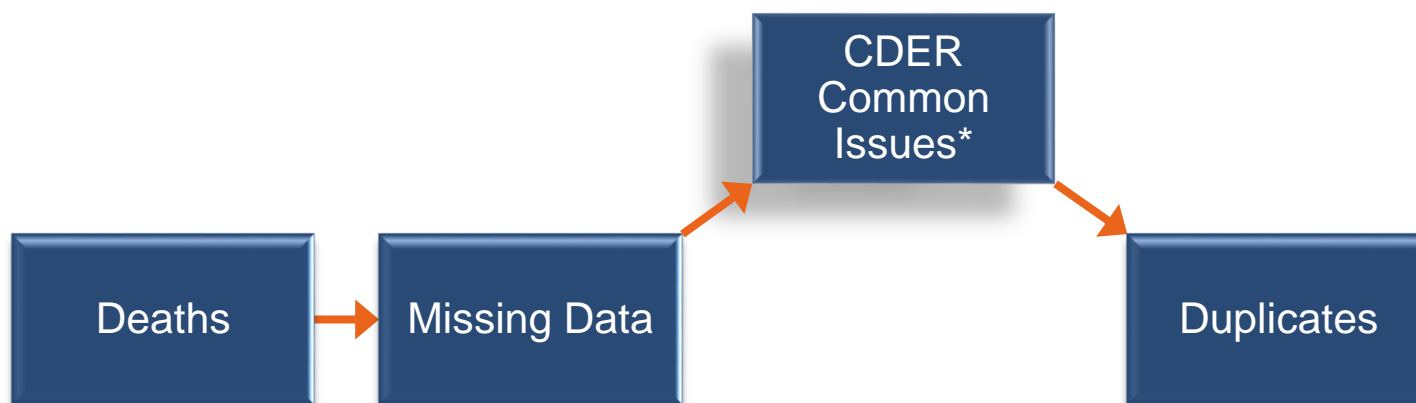 Deaths
Missing Data
CDER
Common
Issues*
Duplicates